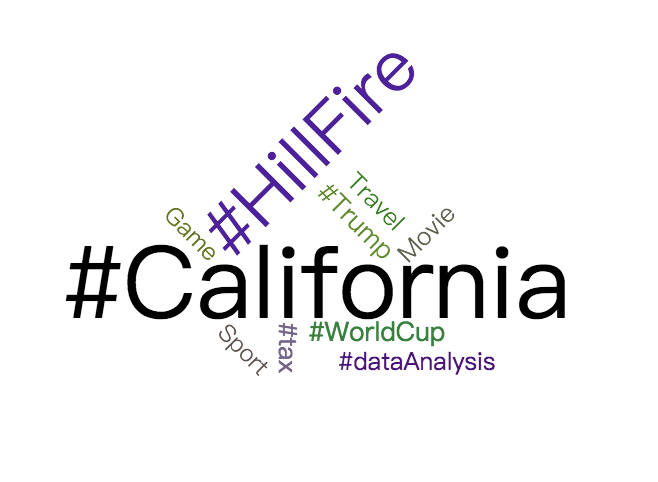 #HillFire
Travel
#Trump
Movie
Game
#California
Sport
#tax
#WorldCup
#dataAnalysis